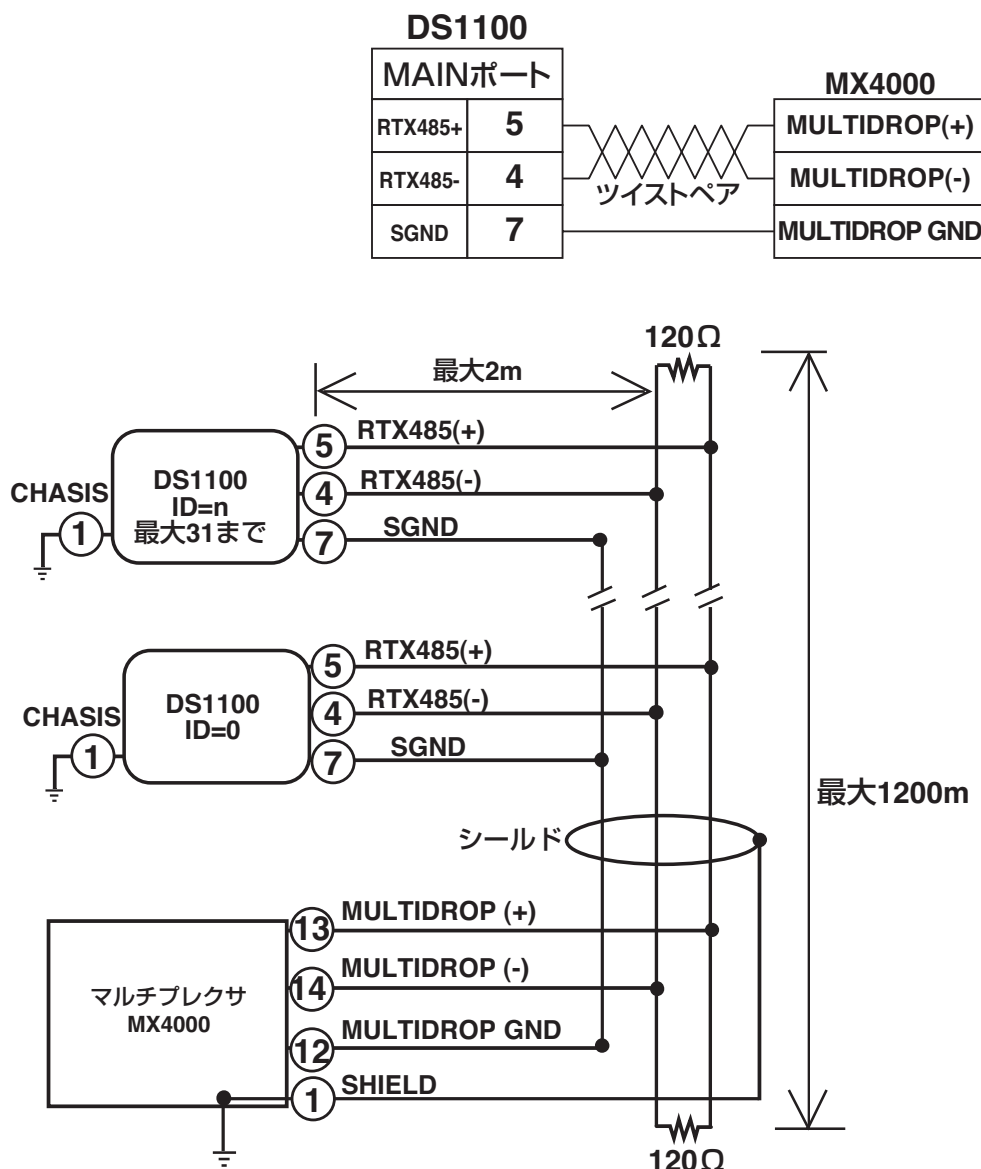 DS1100
MAINポート
RTX485+ 5
RTX485- 4
SGND 7
ツイストペア
MX4000
MULTIDROP(+)
MULTIDROP(-)
MULTIDROP GND
120Ω
最大2m
5 RTX485(+)
4 RTX485(-)
7 SGND
CHASIS
1
DS1100
ID=n
最大31まで
5 RTX485(+)
4 RTX485(-)
7 SGND
CHASIS
1
DS1100
ID=0
最大1200m
シールド
13 MULTIDROP (+)
14 MULTIDROP (-)
12 MULTIDROP GND
1 SHIELD
マルチプレクサ
MX4000
120Ω